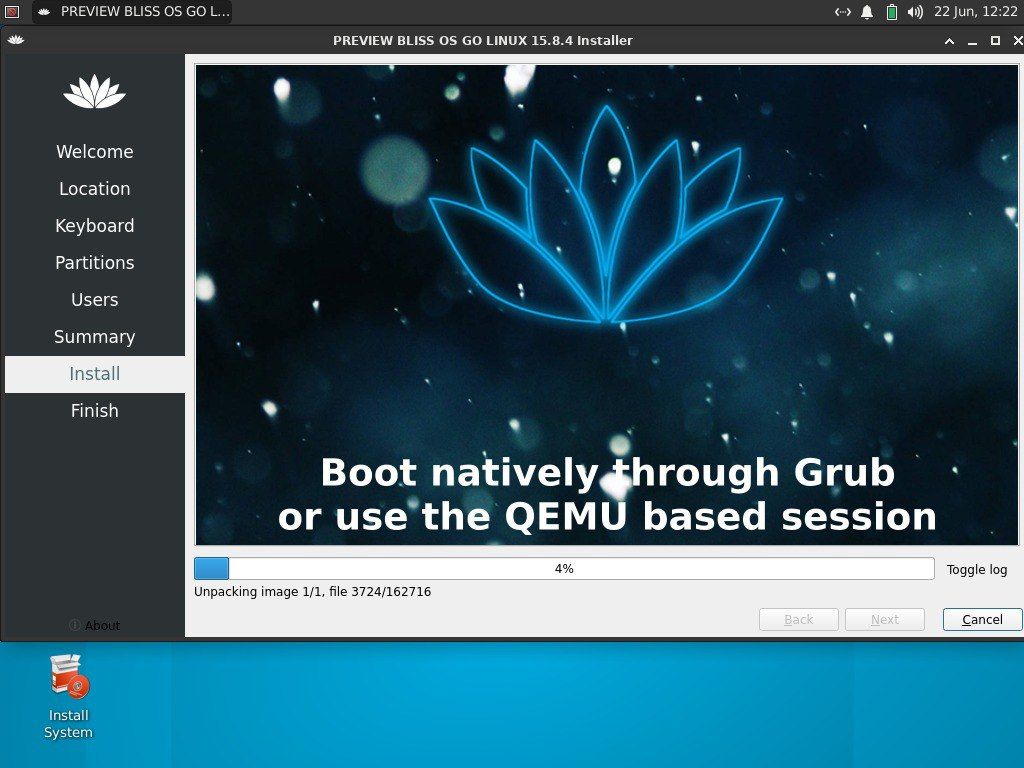 PREVIEW BLISS OS GO L...
22 Jun, 12:22
PREVIEW BLISS OS GO LINUX 15.8.4 Installer
Welcome
Location
Keyboard
Partitions
Users
Summary
Install
Finish
Boot natively through Grub
or use the QEMU based session
4%
Toggle log
Unpacking image 1/1, file 3724/162716
About
Back
Next
Cancel
Install
System